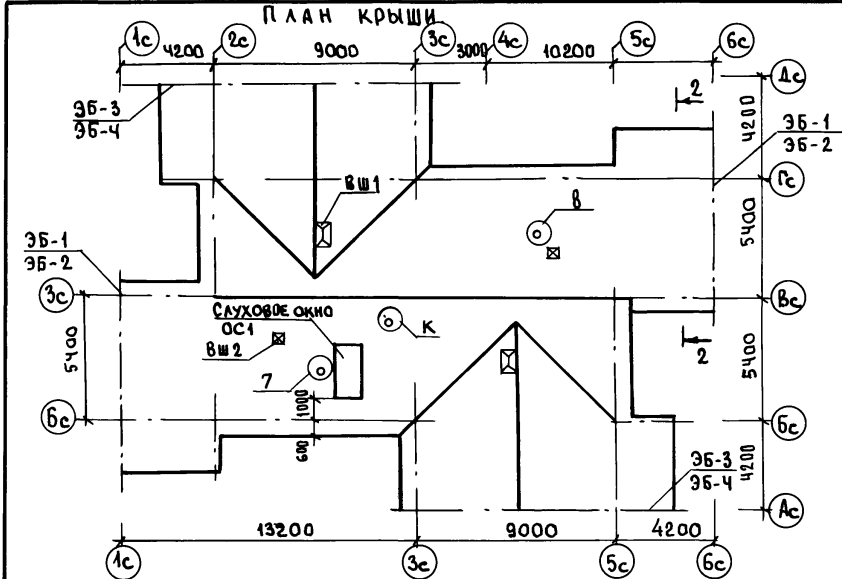 ПЛАН КРЫШИ
1с 2с 3с 4с 5с 6с
4200 9000 3000 10200
Дс
2
ЭБ-3
ЭБ-4
ЭБ-1
ЭБ-2
4200
Гс
ВШ1
8
5400
ЭБ-1
ЭБ-2
3с
Вс
СЛУХОВОЕ ОКНО
ОС1
К
ВШ2
7
2
5400
5400
1000
Бс
Бс
600
ЭБ-3
ЭБ-4
4200
Ас
13200 9000 4200
1с 3с 5с 6с